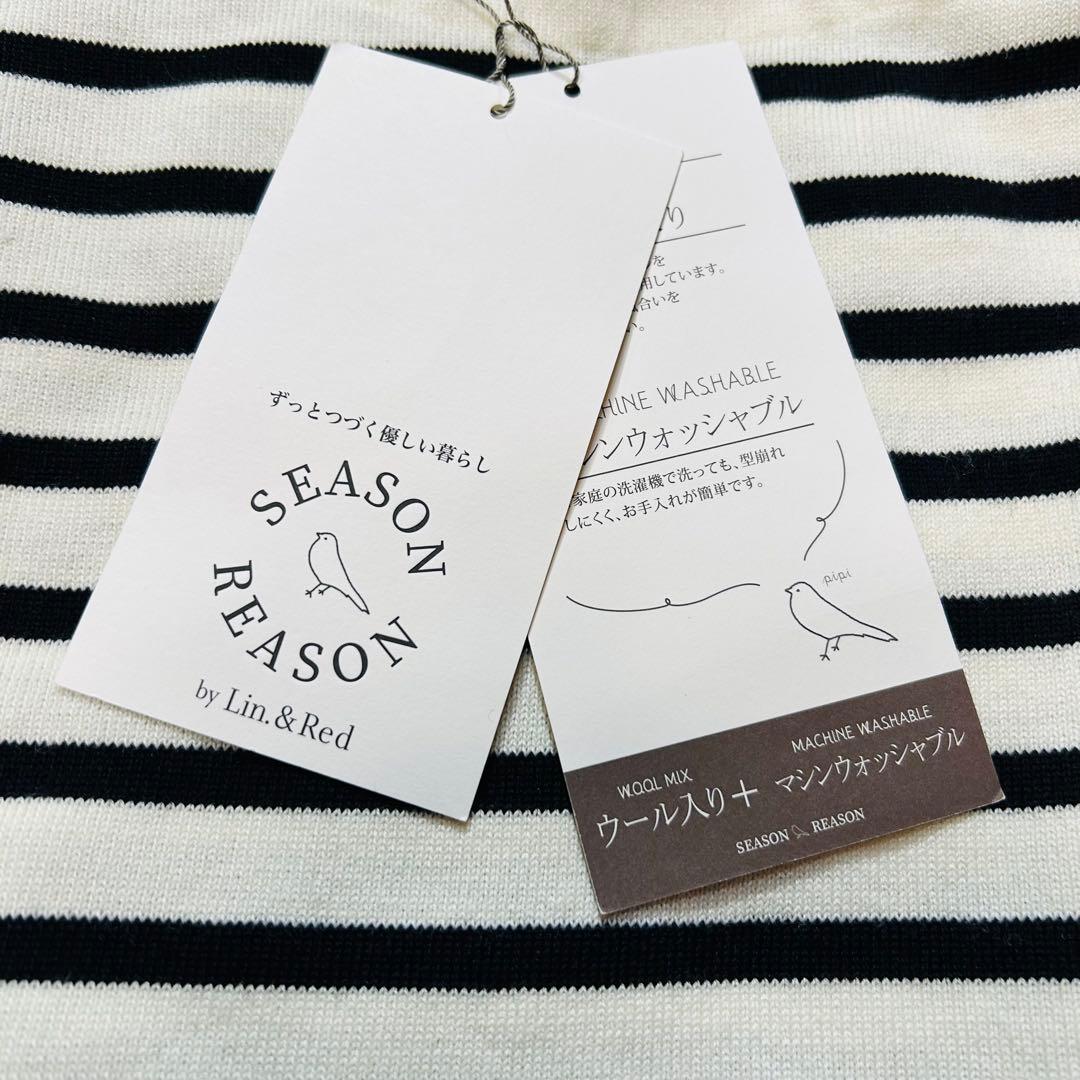 ずっとつづく優しい暮らし
SEASON
REASON
by Lin.&Red
り
を
用しています。
合いを
い。
HINE WASHABLE
シンウォッシャブル
家庭の洗濯機で洗っても、型崩れ
しにくく、お手入れが簡単です。
pipi
WOOL MIX
MACHINE WASHABLE
ウール入り＋マシンウォッシャブル
SEASON REASON